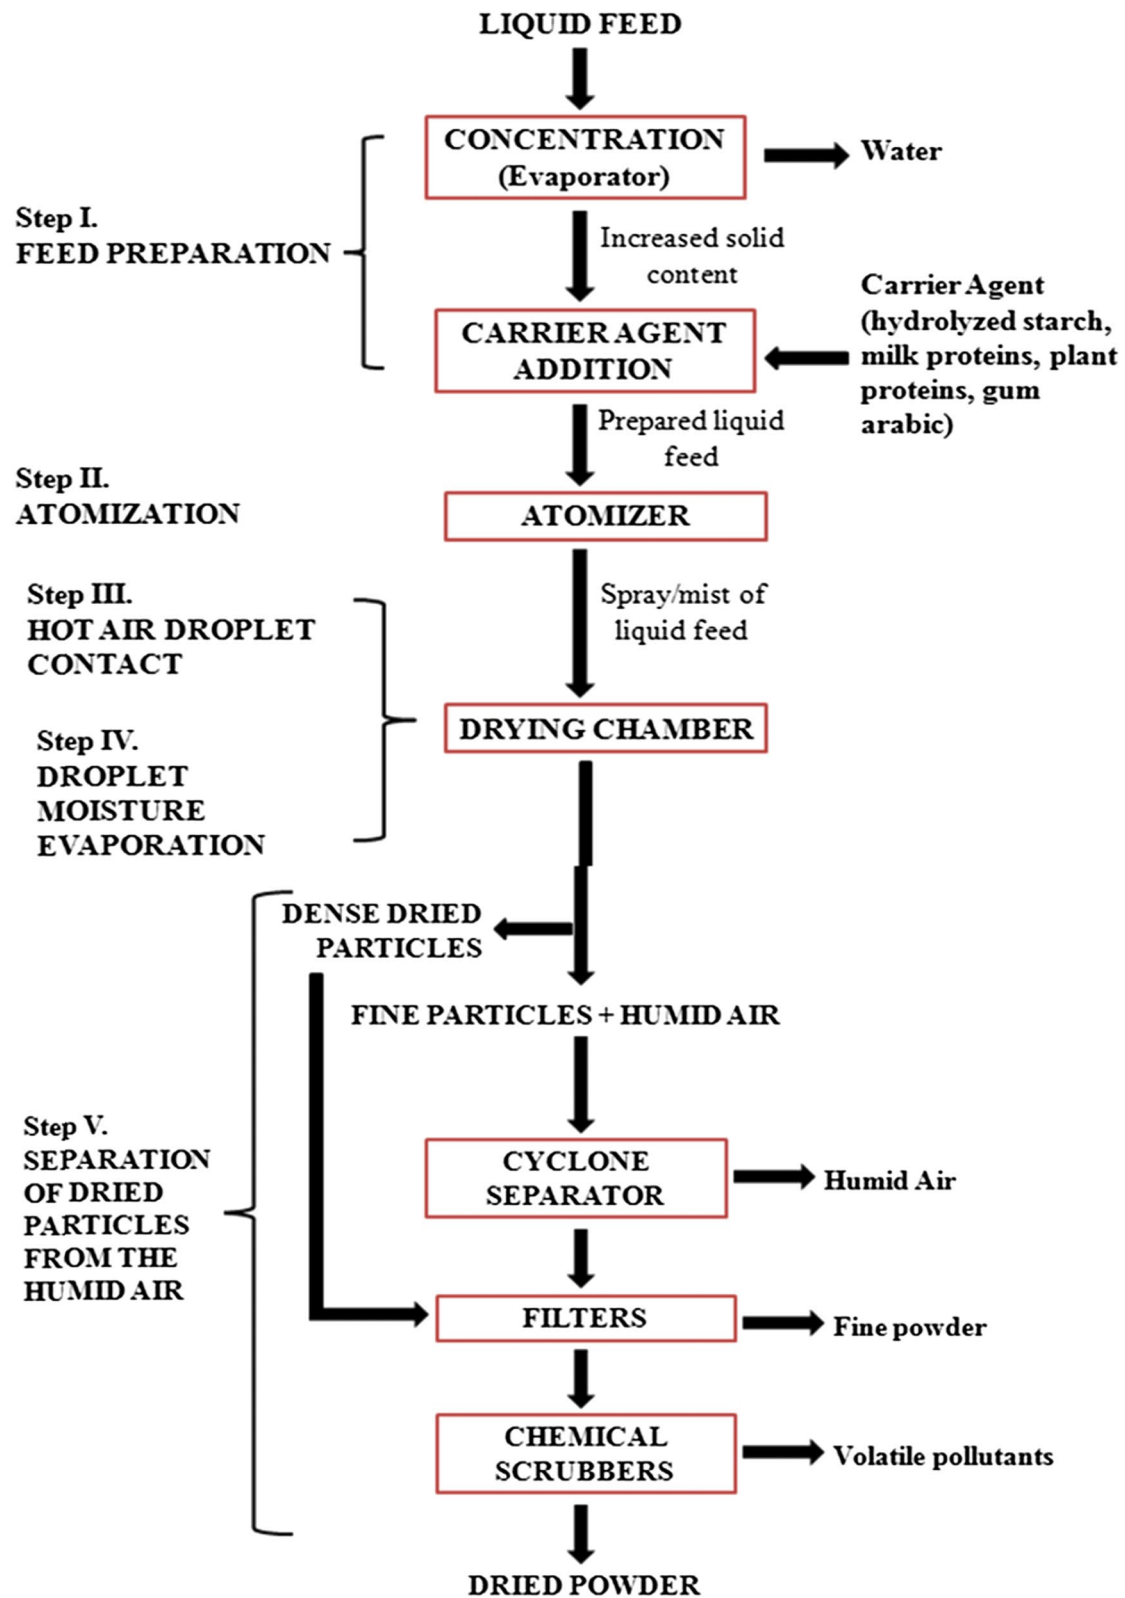 LIQUID FEED
CONCENTRATION
(Evaporator)
Water
Step I.
FEED PREPARATION
Increased solid
content
CARRIER AGENT
ADDITION
Carrier Agent
(hydrolyzed starch,
milk proteins, plant
proteins, gum
arabic)
Prepared liquid
feed
Step II.
ATOMIZATION
ATOMIZER
Step III.
HOT AIR DROPLET
CONTACT
Spray/mist of
liquid feed
DRYING CHAMBER
Step IV.
DROPLET
MOISTURE
EVAPORATION
DENSE DRIED
PARTICLES
FINE PARTICLES + HUMID AIR
Step V.
SEPARATION
OF DRIED
PARTICLES
FROM THE
HUMID AIR
CYCLONE
SEPARATOR
Humid Air
FILTERS
Fine powder
CHEMICAL
SCRUBBERS
Volatile pollutants
DRIED POWDER